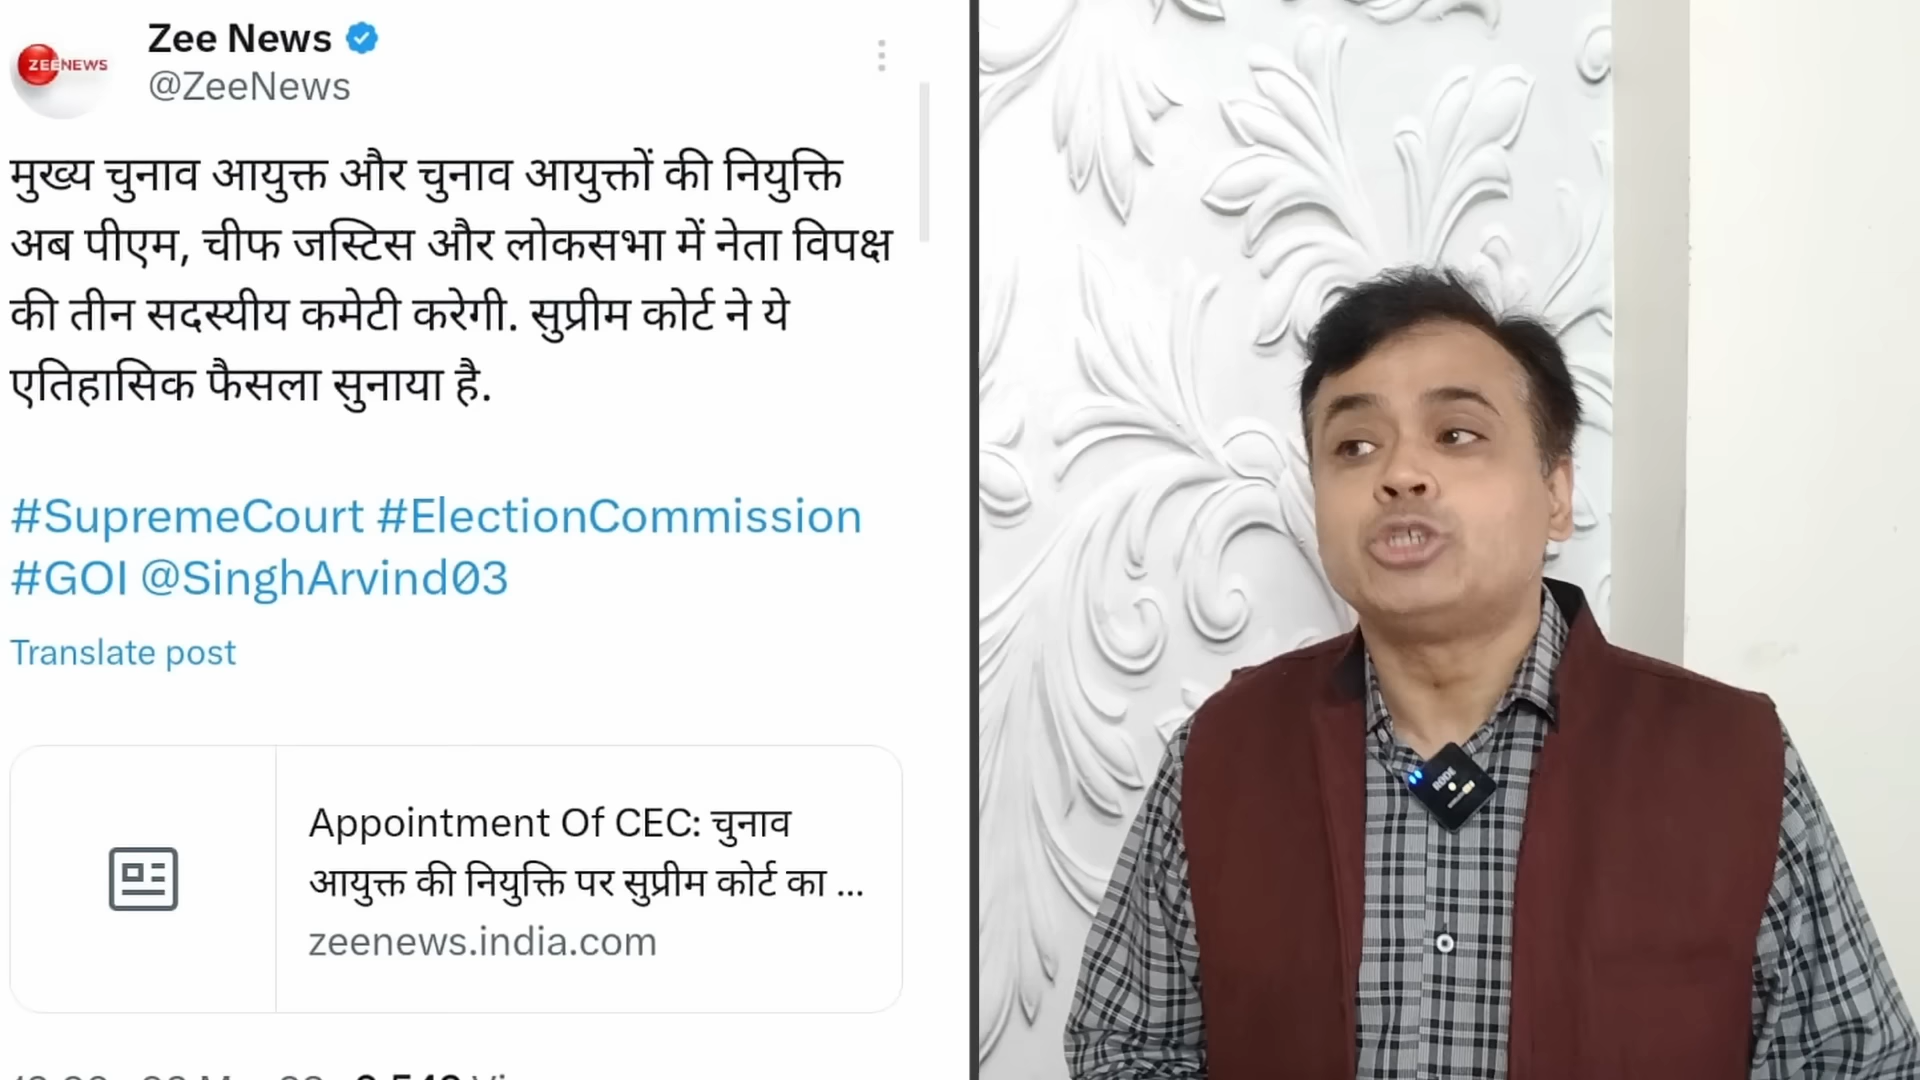 Zee News
@ZeeNews
ZEENEWS
मुख्य चुनाव आयुक्त और चुनाव आयुक्तों की नियुक्ति
अब पीएम, चीफ जस्टिस और लोकसभा में नेता विपक्ष
की तीन सदस्यीय कमेटी करेगी. सुप्रीम कोर्ट ने ये
एतिहासिक फैसला सुनाया है.
#SupremeCourt #ElectionCommission
#GOI @SinghArvind03
Translate post
Appointment Of CEC: चुनाव
आयुक्त की नियुक्ति पर सुप्रीम कोर्ट का ...
zeenews.india.com
RODE